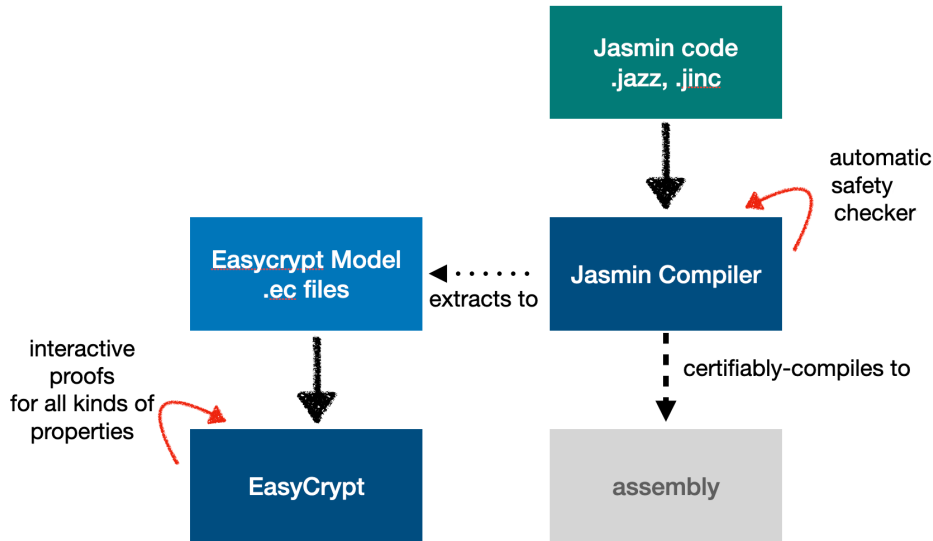 Jasmin code
.jazz, .jinc
automatic
safety
checker
Easycrypt Model
.ec files
extracts to
Jasmin Compiler
interactive
proofs
for all kinds of
properties
certifiably-compiles to
EasyCrypt
assembly